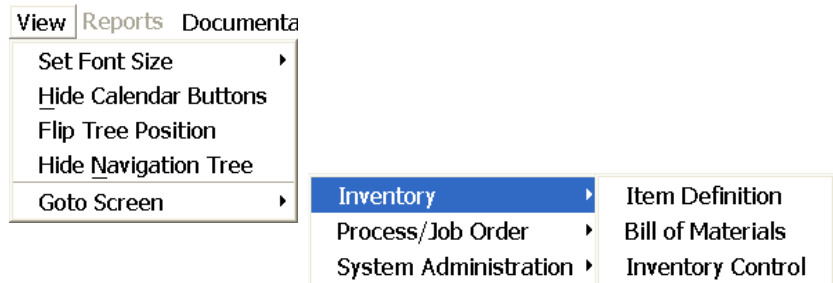 View Reports Documenta
Set Font Size
Hide Calendar Buttons
Flip Tree Position
Hide Navigation Tree
Goto Screen
Inventory
Process/Job Order
System Administration
Item Definition
Bill of Materials
Inventory Control